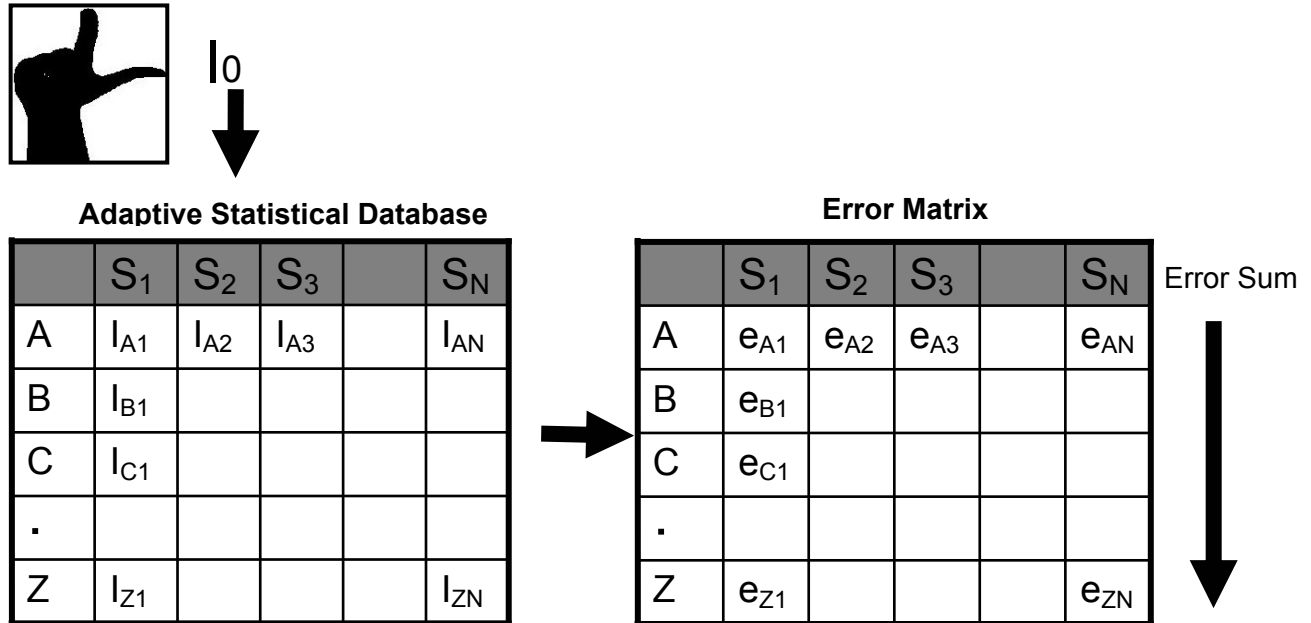 I0
Adaptive Statistical Database
S1 S2 S3 SN
A IA1 IA2 IA3 IAN
B IB1
C IC1
.
Z IZ1 IZN
Error Matrix
S1 S2 S3 SN
A eA1 eA2 eA3 eAN
B eB1
C eC1
.
Z eZ1 eZN
Error Sum